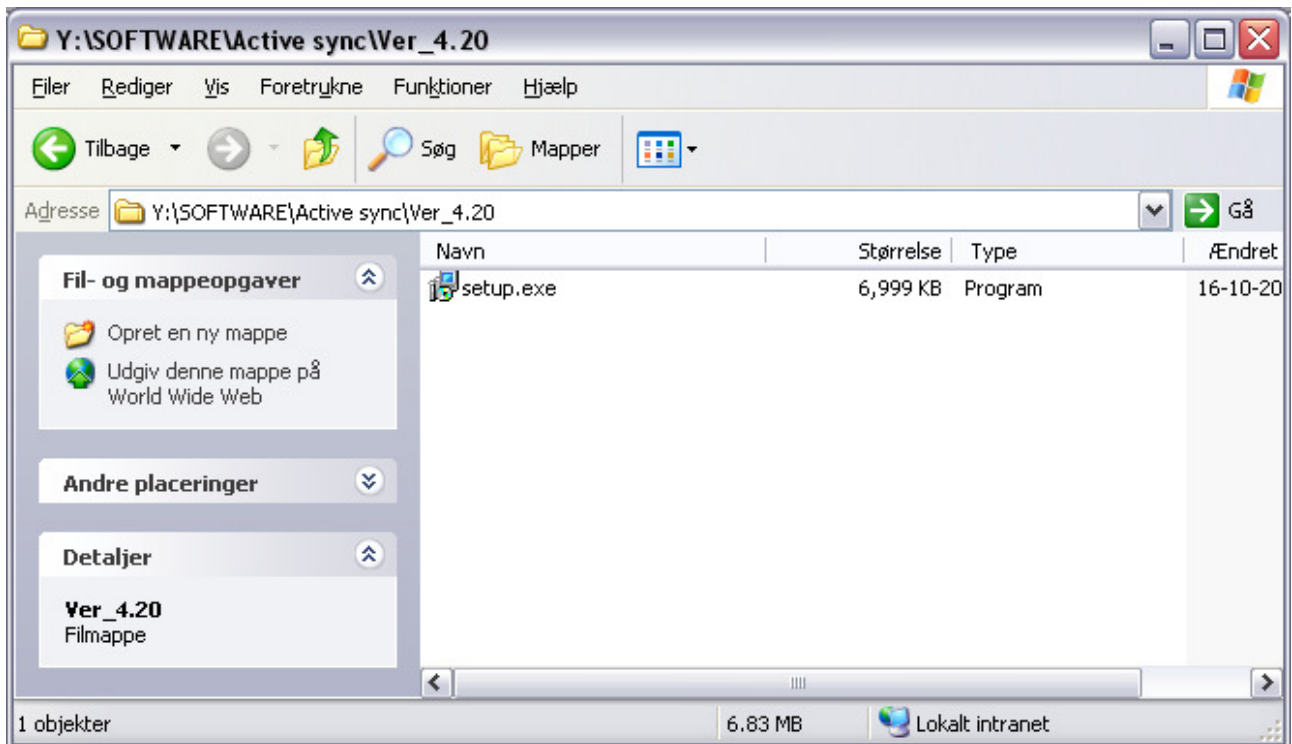 Y:\SOFTWARE\Active sync\Ver_4.20
Filer Rediger Vis Foretrukne Funktioner Hjælp
Tilbage Søg Mapper
Adresse Y:\SOFTWARE\Active sync\Ver_4.20 Gå
Navn Størrelse Type Ændret
setup.exe 6,999 KB Program 16-10-20
Fil- og mappeopgaver
Opret en ny mappe
Udgiv denne mappe på
World Wide Web
Andre placeringer
Detaljer
Ver_4.20
Filmappe
1 objekter 6.83 MB Lokalt intranet